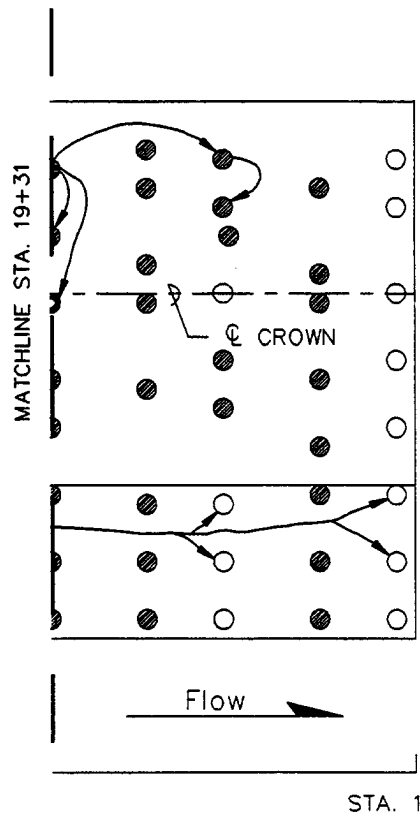 MATCHLINE STA. 19+31
℄ CROWN
Flow
STA. 1